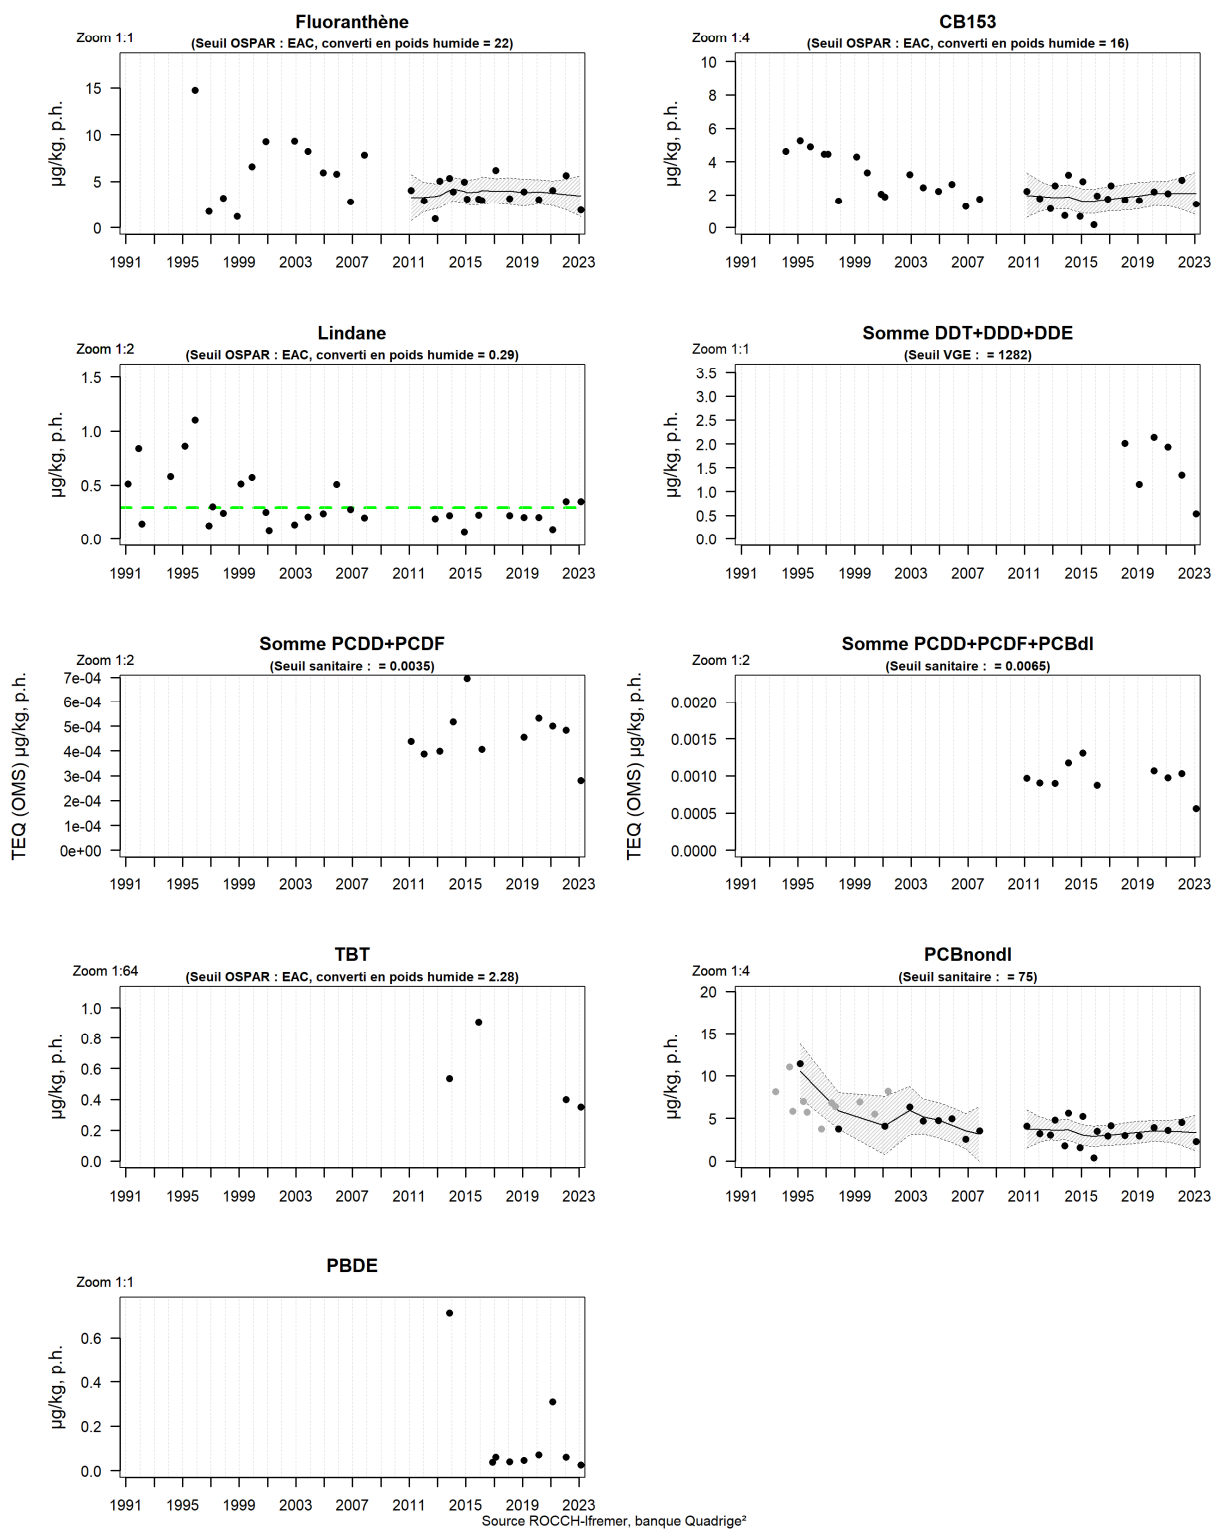 Fluoranthène
Zoom 1:1
(Seuil OSPAR : EAC, converti en poids humide = 22)
µg/kg, p.h.
15
10
5
0
1991 1995 1999 2003 2007 2011 2015 2019 2023
CB153
Zoom 1:4
(Seuil OSPAR : EAC, converti en poids humide = 16)
µg/kg, p.h.
10
8
6
4
2
0
1991 1995 1999 2003 2007 2011 2015 2019 2023
Lindane
Zoom 1:2
(Seuil OSPAR : EAC, converti en poids humide = 0.29)
µg/kg, p.h.
1.5
1.0
0.5
0.0
1991 1995 1999 2003 2007 2011 2015 2019 2023
Somme DDT+DDD+DDE
Zoom 1:1
(Seuil VGE :  = 1282)
µg/kg, p.h.
3.5
3.0
2.5
2.0
1.5
1.0
0.5
0.0
1991 1995 1999 2003 2007 2011 2015 2019 2023
Somme PCDD+PCDF
Zoom 1:2
(Seuil sanitaire :  = 0.0035)
TEQ (OMS) µg/kg, p.h.
7e-04
6e-04
5e-04
4e-04
3e-04
2e-04
1e-04
0e+00
1991 1995 1999 2003 2007 2011 2015 2019 2023
Somme PCDD+PCDF+PCBdl
Zoom 1:2
(Seuil sanitaire :  = 0.0065)
TEQ (OMS) µg/kg, p.h.
0.0020
0.0015
0.0010
0.0005
0.0000
1991 1995 1999 2003 2007 2011 2015 2019 2023
TBT
Zoom 1:64
(Seuil OSPAR : EAC, converti en poids humide = 2.28)
µg/kg, p.h.
1.0
0.8
0.6
0.4
0.2
0.0
1991 1995 1999 2003 2007 2011 2015 2019 2023
PCBnondl
Zoom 1:4
(Seuil sanitaire :  = 75)
µg/kg, p.h.
20
15
10
5
0
1991 1995 1999 2003 2007 2011 2015 2019 2023
PBDE
Zoom 1:1
µg/kg, p.h.
0.6
0.4
0.2
0.0
1991 1995 1999 2003 2007 2011 2015 2019 2023
Source ROCCH-Ifremer, banque Quadrige²